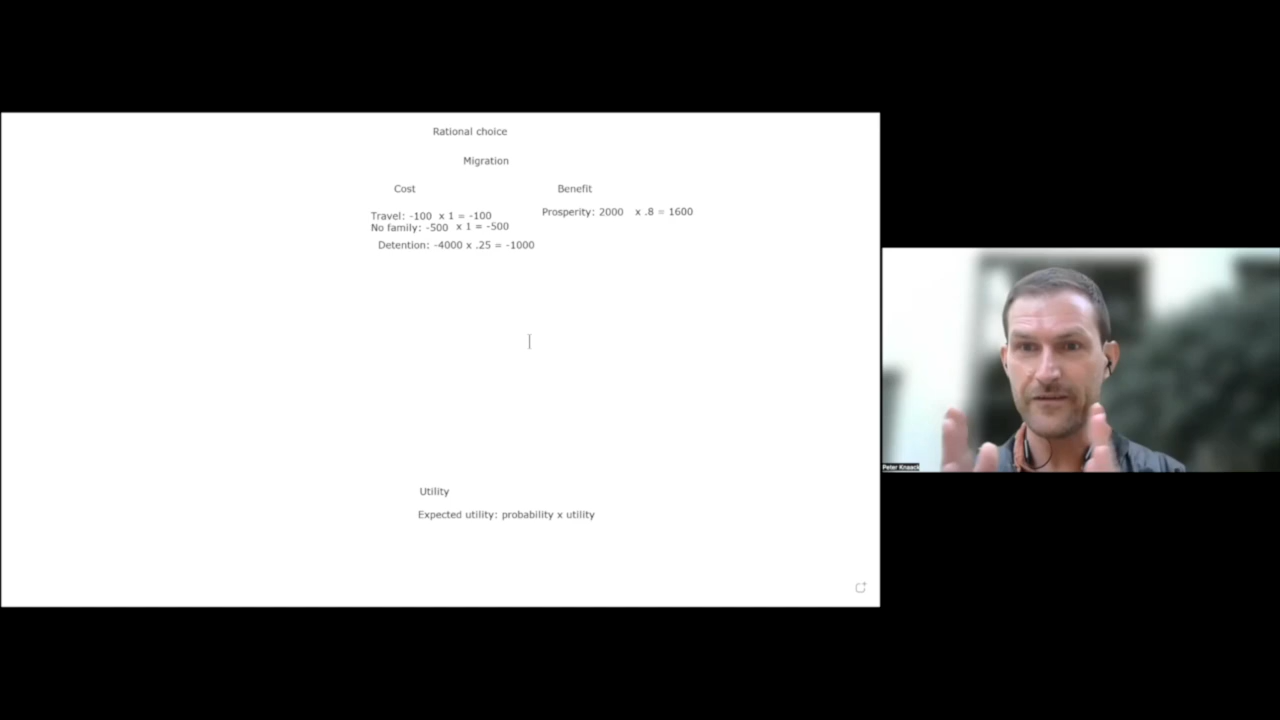 Rational choice
Migration
Cost
Benefit
Travel: -100 x 1 = -100
Prosperity: 2000 x .8 = 1600
No family: -500 x 1 = -500
Detention: -4000 x .25 = -1000
Utility
Expected utility: probability x utility
Peter Knaack